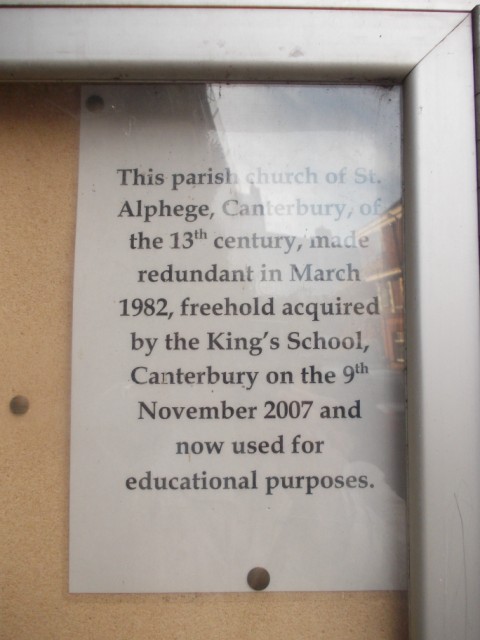 This parish church of St.
Alphege, Canterbury, of
the 13th century, made
redundant in March
1982, freehold acquired
by the King's School,
Canterbury on the 9th
November 2007 and
now used for
educational purposes.